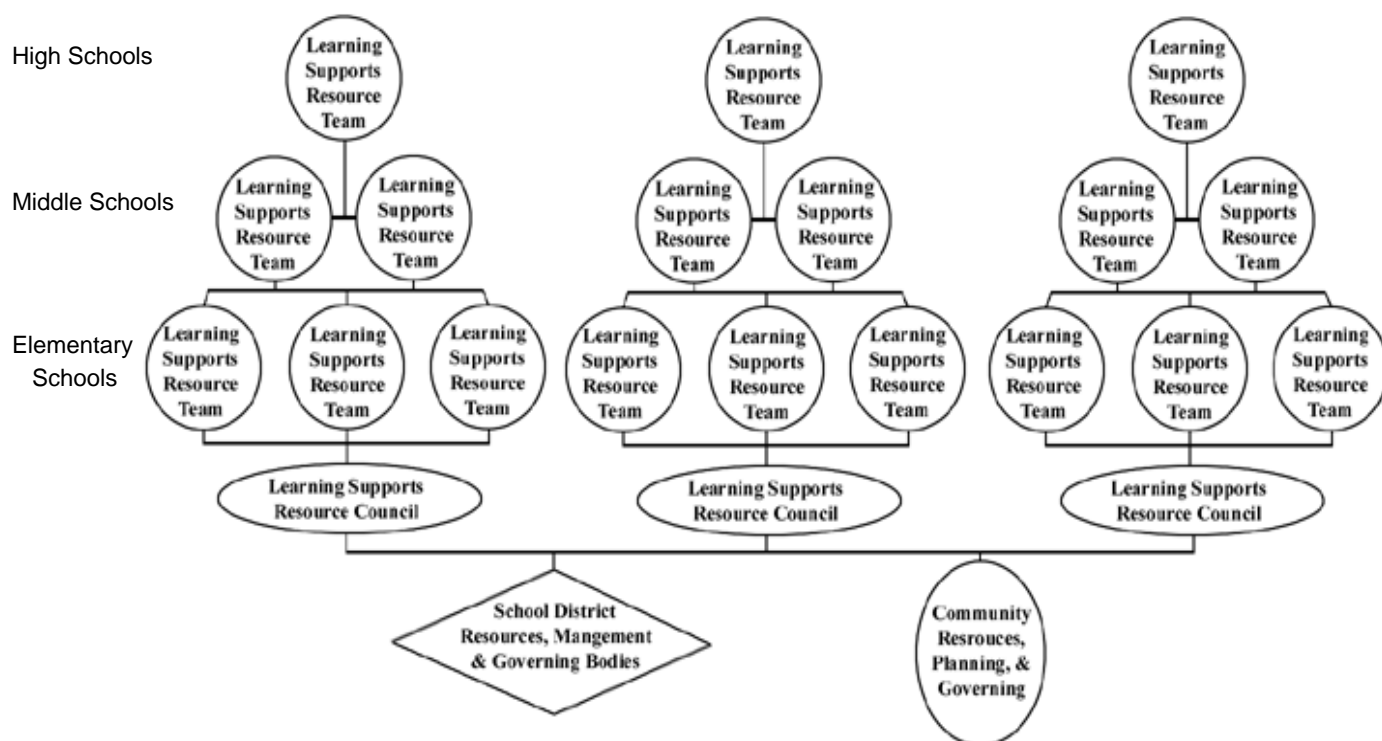 High Schools
Learning
Supports
Resource
Team
Learning
Supports
Resource
Team
Learning
Supports
Resource
Team
Middle Schools
Learning
Supports
Resource
Team
Learning
Supports
Resource
Team
Learning
Supports
Resource
Team
Learning
Supports
Resource
Team
Learning
Supports
Resource
Team
Learning
Supports
Resource
Team
Elementary
Schools
Learning
Supports
Resource
Team
Learning
Supports
Resource
Team
Learning
Supports
Resource
Team
Learning
Supports
Resource
Team
Learning
Supports
Resource
Team
Learning
Supports
Resource
Team
Learning
Supports
Resource
Team
Learning
Supports
Resource
Team
Learning
Supports
Resource
Team
Learning Supports
Resource Council
Learning Supports
Resource Council
Learning Supports
Resource Council
School District
Resources, Mangement
& Governing Bodies
Community
Resrouces,
Planning, &
Governing